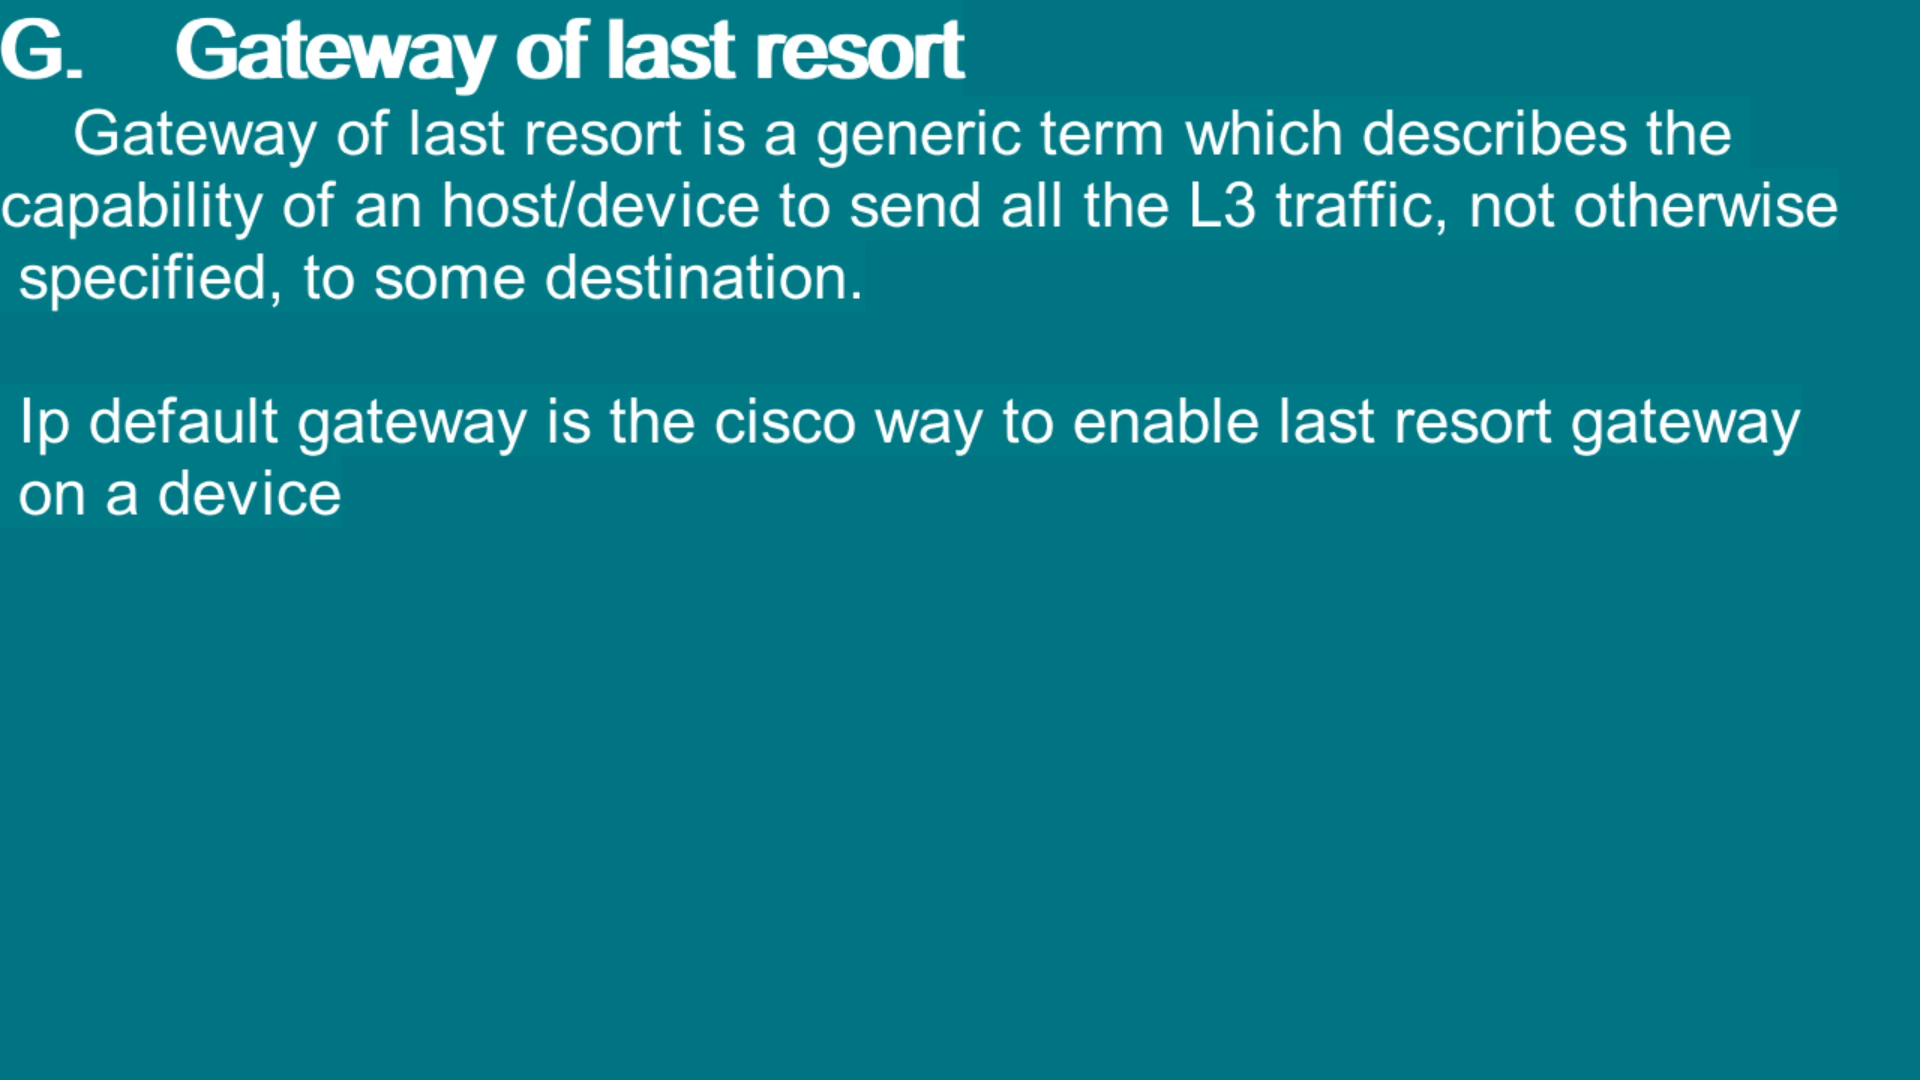 G. Gateway of last resort
Gateway of last resort is a generic term which describes the
capability of an host/device to send all the L3 traffic, not otherwise
specified, to some destination.
Ip default gateway is the cisco way to enable last resort gateway
on a device